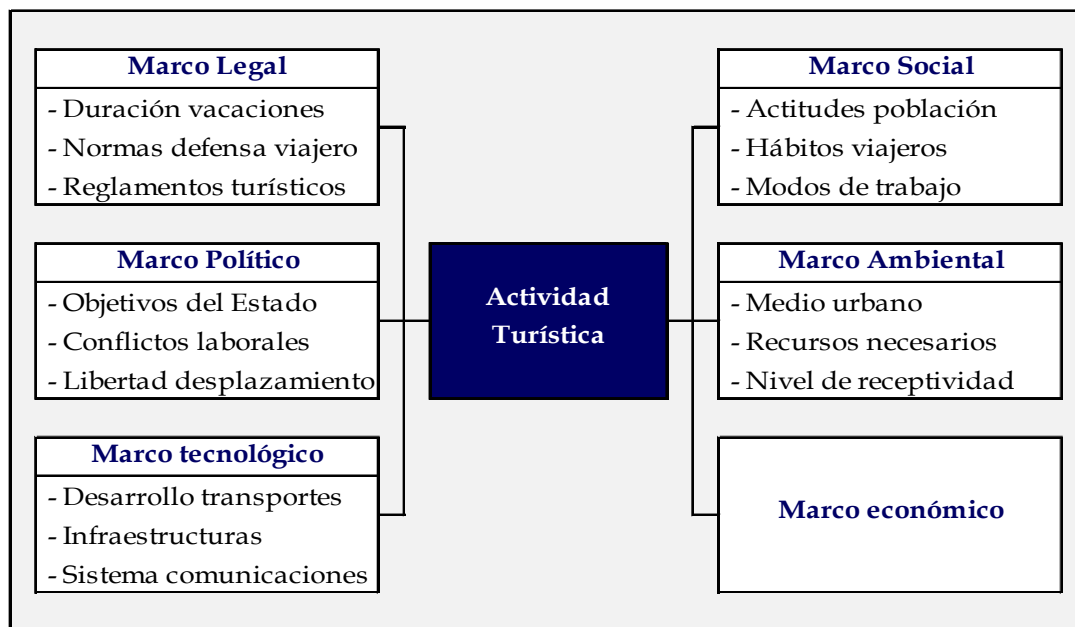 Marco Legal
- Duración vacaciones
- Normas defensa viajero
- Reglamentos turísticos
Marco Político
- Objetivos del Estado
- Conflictos laborales
- Libertad desplazamiento
Marco tecnológico
- Desarrollo transportes
- Infraestructuras
- Sistema comunicaciones
Actividad
Turística
Marco Social
- Actitudes población
- Hábitos viajeros
- Modos de trabajo
Marco Ambiental
- Medio urbano
- Recursos necesarios
- Nivel de receptividad
Marco económico